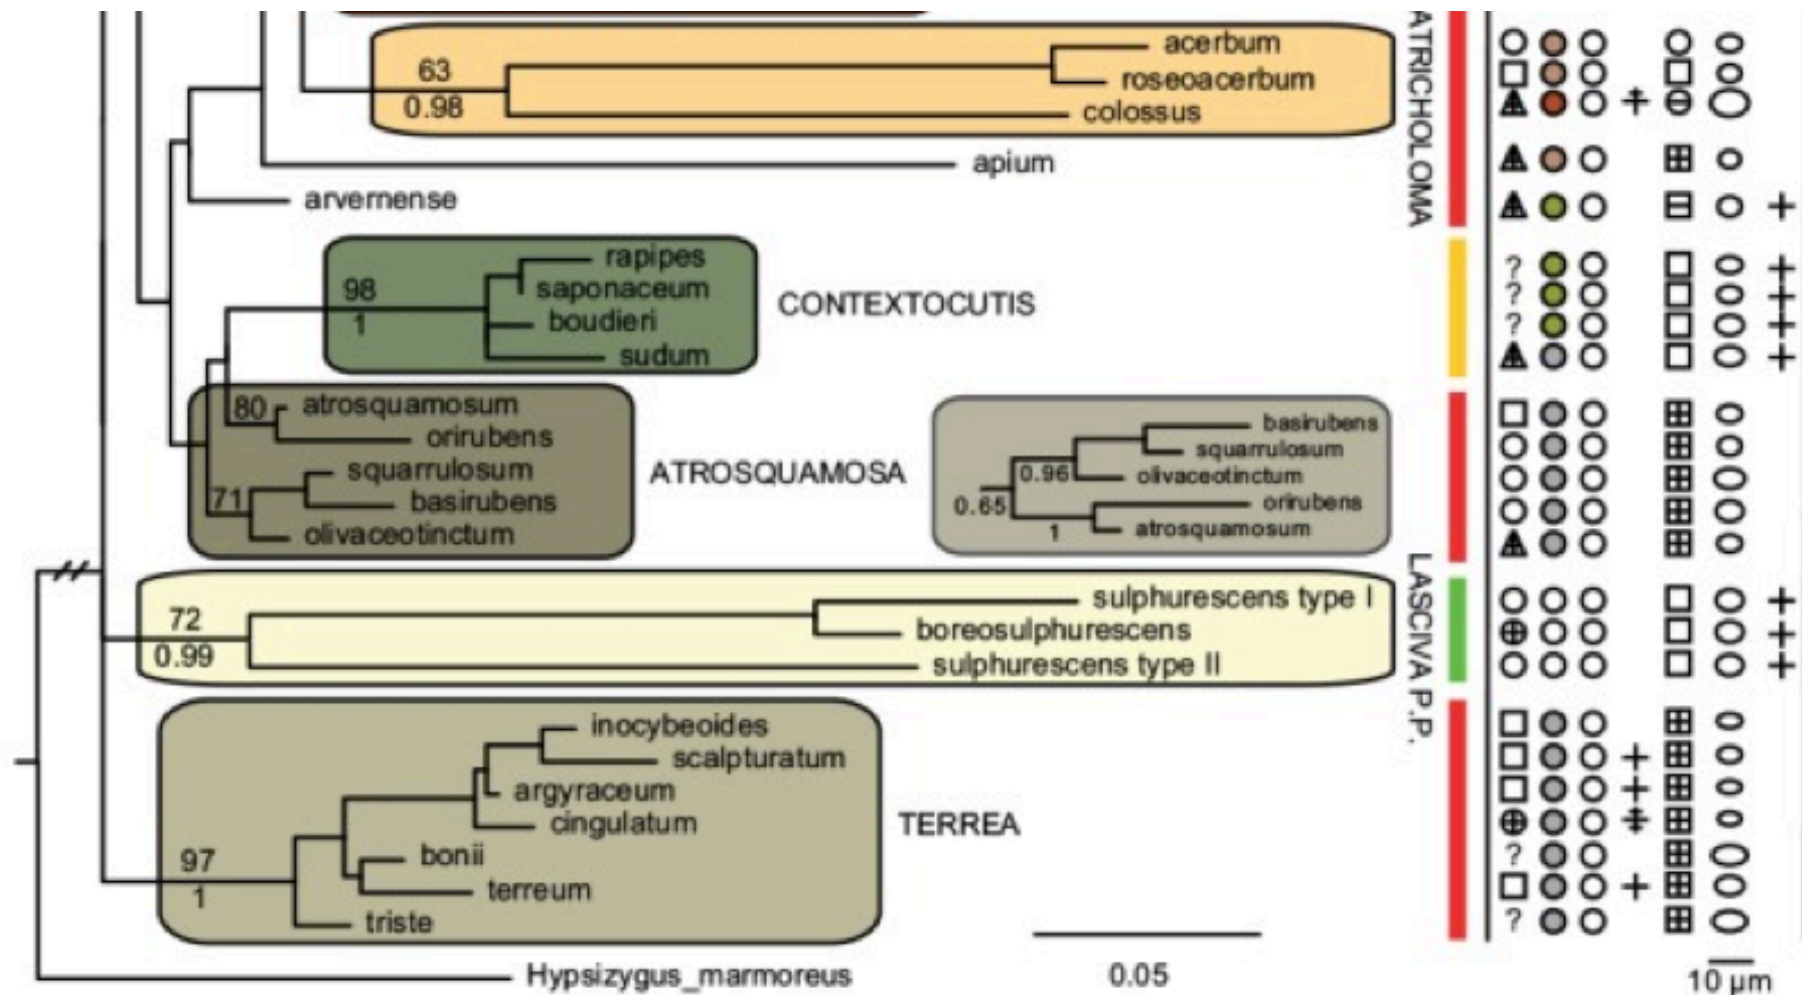 acerbum
63
roseoacerbum
0.98
colossus
ATRICHOLOMA
apium
arvernense
rapipes
98
saponaceum
CONTEXTOCUTIS
1
boudieri
sudum
?
?
?
80
atrosquamosum
orirubens
squarrulosum
ATROSQUAMOSA
71
basirubens
olivaceotinctum
basirubens
squarrulosum
0.96
olivaceotinctum
0.65
orirubens
1
atrosquamosum
LASCIVA P.P.
sulphurescens type I
72
boreosulphurescens
0.99
sulphurescens type II
inocybeoides
scalpturatum
argyraceum
cingulatum
TERREA
97
bonii
?
1
terreum
triste
?
Hypsizygus_marmoreus
0.05
10 µm